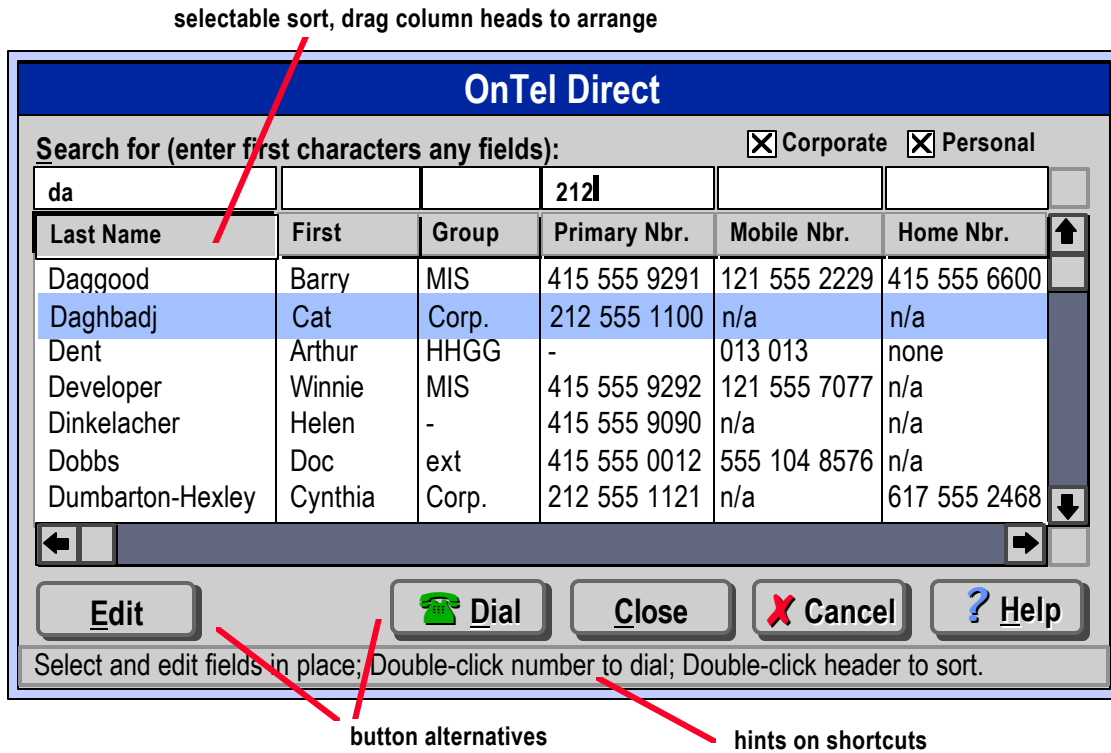 selectable sort, drag column heads to arrange
OnTel Direct
Search for (enter first characters any fields):
Corporate Personal
da 212
Last Name First Group Primary Nbr. Mobile Nbr. Home Nbr.
Daggood Barry MIS 415 555 9291 121 555 2229 415 555 6600
Daghbadj Cat Corp. 212 555 1100 n/a n/a
Dent Arthur HHGG - 013 013 none
Developer Winnie MIS 415 555 9292 121 555 7077 n/a
Dinkelacher Helen - 415 555 9090 n/a n/a
Dobbs Doc ext 415 555 0012 555 104 8576 n/a
Dumbarton-Hexley Cynthia Corp. 212 555 1121 n/a 617 555 2468
Edit Dial Close Cancel ? Help
Select and edit fields in place; Double-click number to dial; Double-click header to sort.
button alternatives
hints on shortcuts